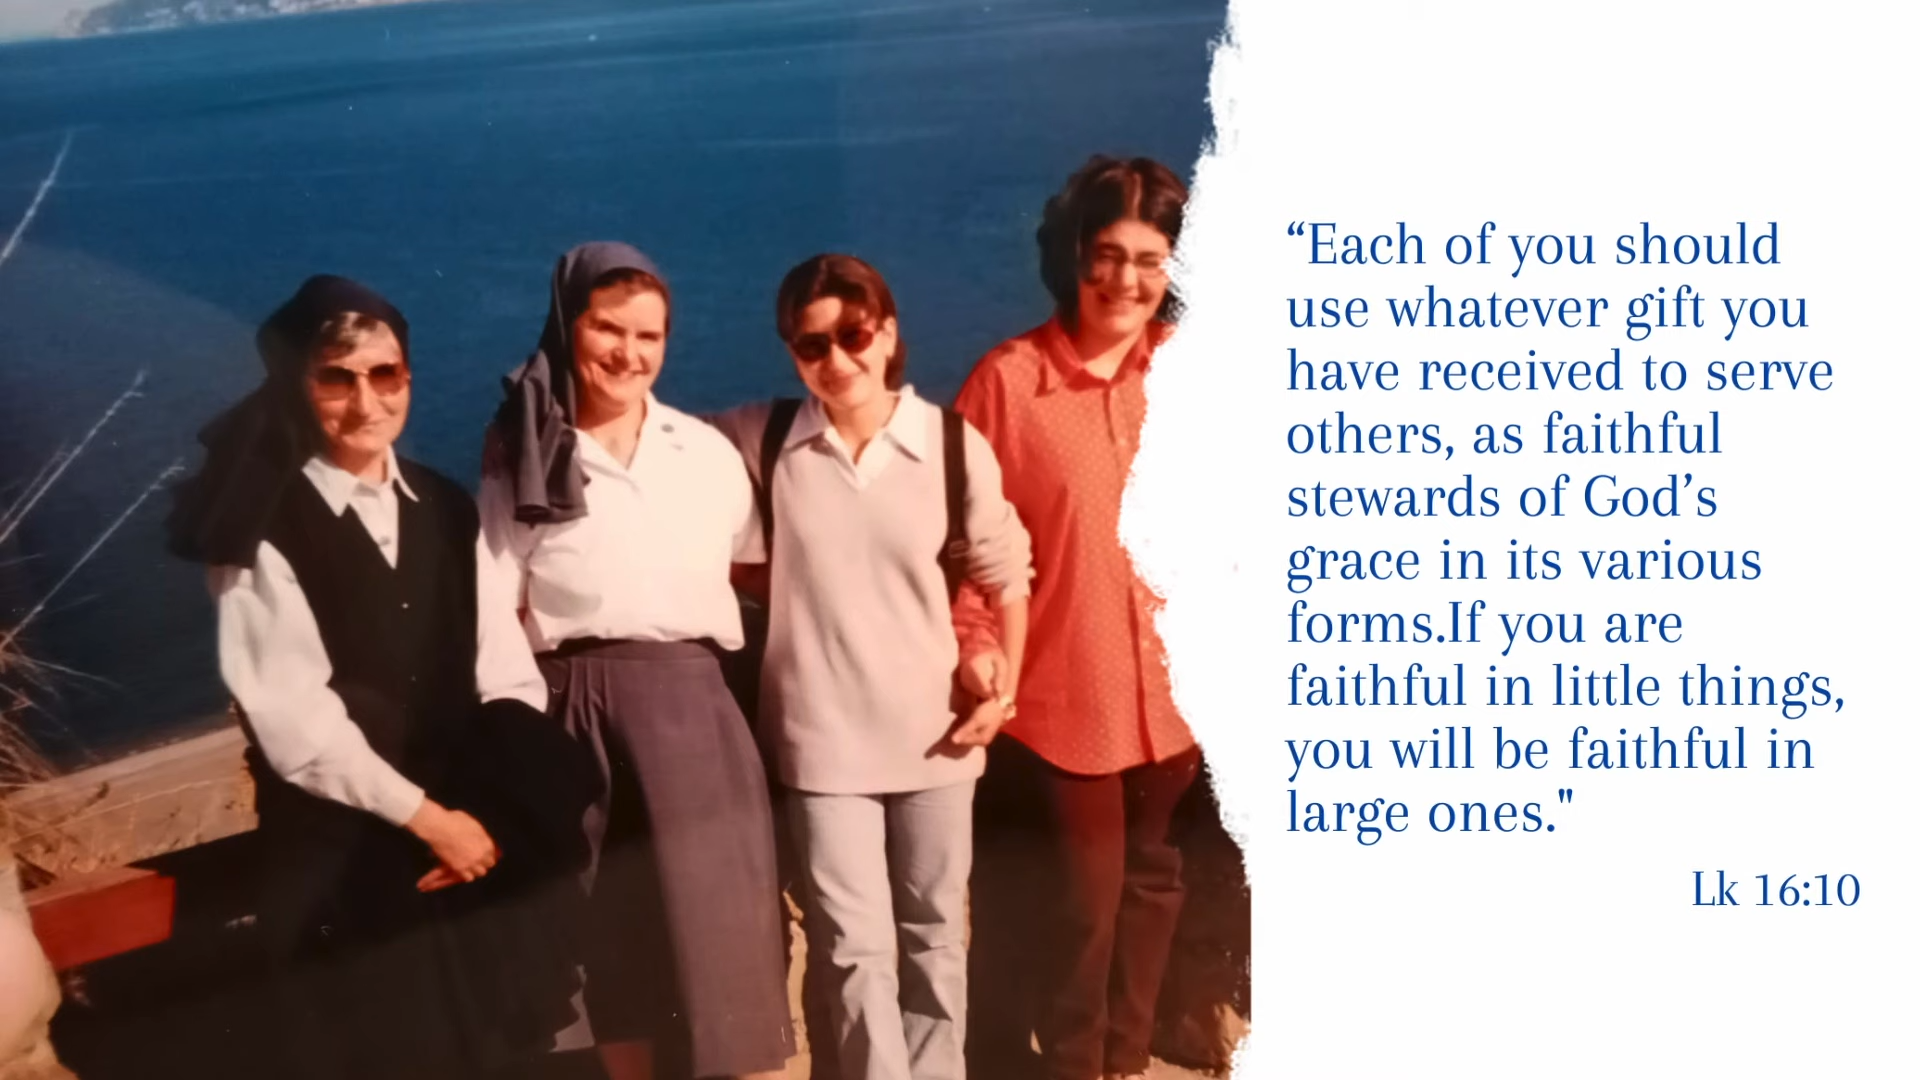 “Each of you should
use whatever gift you
have received to serve
others, as faithful
stewards of God’s
grace in its various
forms.If you are
faithful in little things,
you will be faithful in
large ones."
Lk 16:10